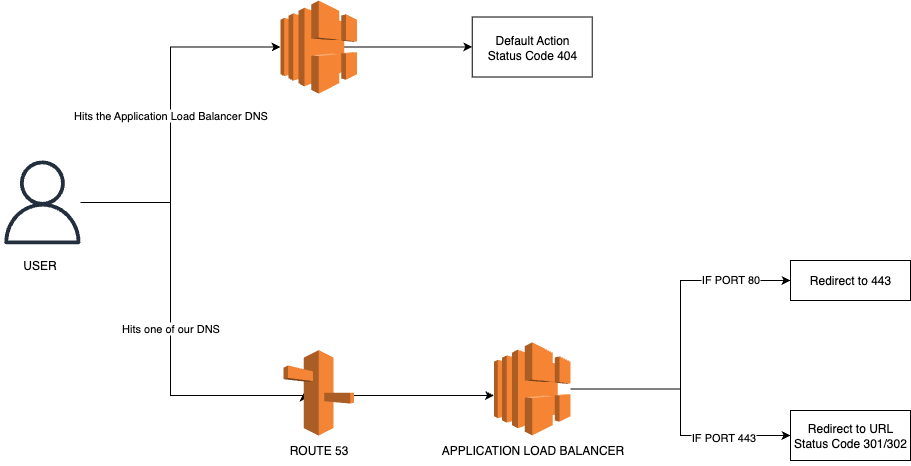 Default Action
Status Code 404
Hits the Application Load Balancer DNS
USER
IF PORT 80
Redirect to 443
Hits one of our DNS
Redirect to URL
Status Code 301/302
IF PORT 443
ROUTE 53
APPLICATION LOAD BALANCER